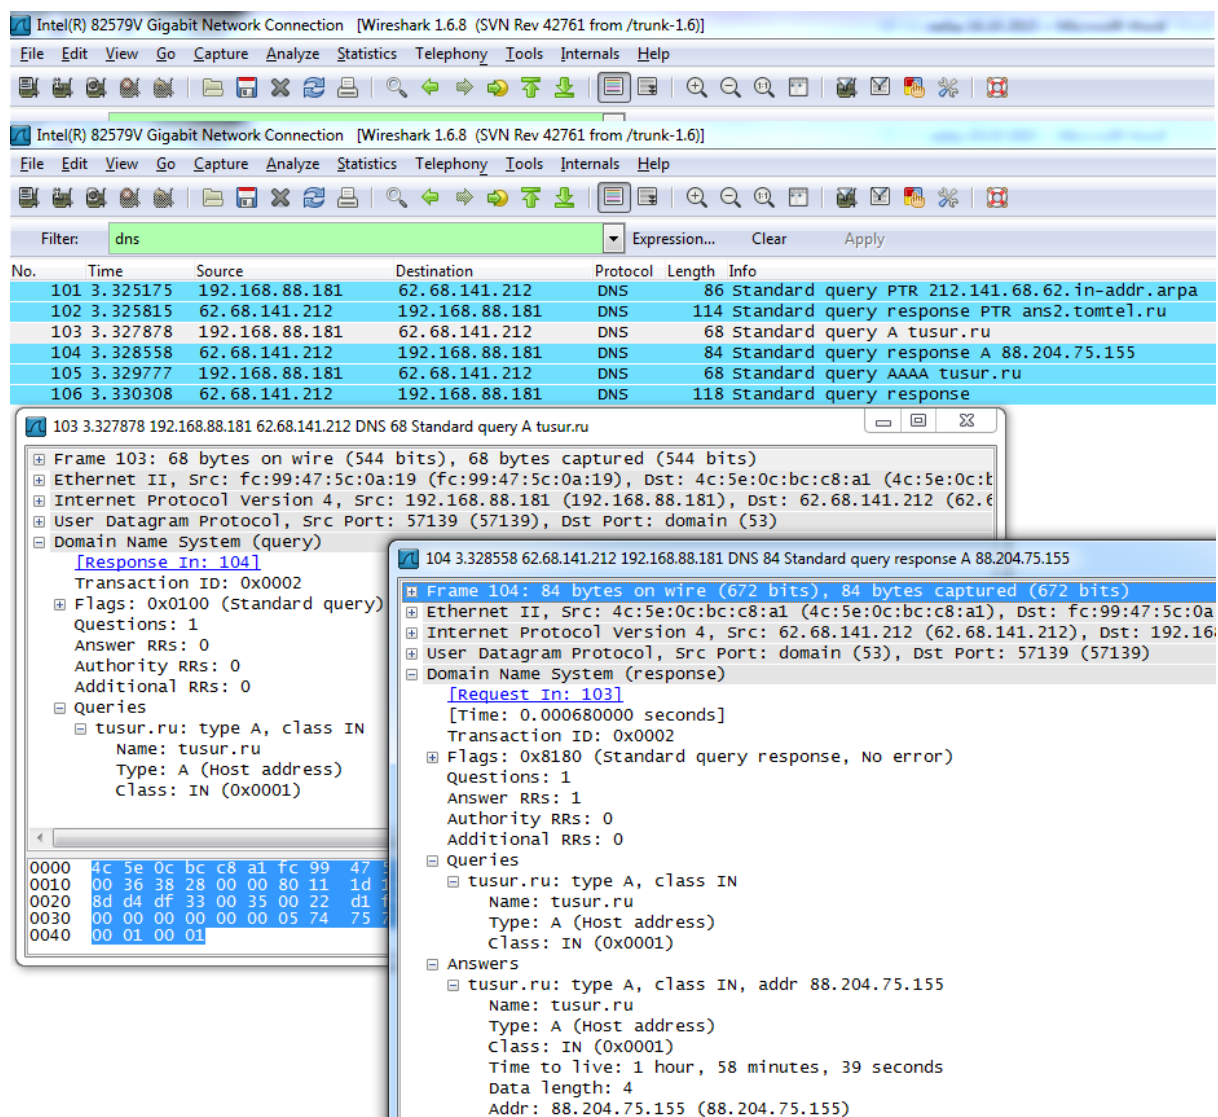 Intel(R) 82579V Gigabit Network Connection   [Wireshark 1.6.8  (SVN Rev 42761 from /trunk-1.6)]
File  Edit  View  Go  Capture  Analyze  Statistics  Telephony  Tools  Internals  Help
Intel(R) 82579V Gigabit Network Connection   [Wireshark 1.6.8  (SVN Rev 42761 from /trunk-1.6)]
File  Edit  View  Go  Capture  Analyze  Statistics  Telephony  Tools  Internals  Help
Filter: dns Expression... Clear Apply
No. Time Source Destination Protocol Length Info
101 3.325175 192.168.88.181 62.68.141.212 DNS 86 Standard query PTR 212.141.68.62.in-addr.arpa
102 3.325815 62.68.141.212 192.168.88.181 DNS 114 Standard query response PTR ans2.tomtel.ru
103 3.327878 192.168.88.181 62.68.141.212 DNS 68 Standard query A tusur.ru
104 3.328558 62.68.141.212 192.168.88.181 DNS 84 Standard query response A 88.204.75.155
105 3.329777 192.168.88.181 62.68.141.212 DNS 68 Standard query AAAA tusur.ru
106 3.330308 62.68.141.212 192.168.88.181 DNS 118 Standard query response
103 3.327878 192.168.88.181 62.68.141.212 DNS 68 Standard query A tusur.ru
Frame 103: 68 bytes on wire (544 bits), 68 bytes captured (544 bits)
Ethernet II, Src: fc:99:47:5c:0a:19 (fc:99:47:5c:0a:19), Dst: 4c:5e:0c:bc:c8:a1 (4c:5e:0c:b
Internet Protocol Version 4, Src: 192.168.88.181 (192.168.88.181), Dst: 62.68.141.212 (62.6
User Datagram Protocol, Src Port: 57139 (57139), Dst Port: domain (53)
Domain Name System (query)
[Response In: 104]
Transaction ID: 0x0002
Flags: 0x0100 (Standard query)
Questions: 1
Answer RRs: 0
Authority RRs: 0
Additional RRs: 0
Queries
tusur.ru: type A, class IN
Name: tusur.ru
Type: A (Host address)
Class: IN (0x0001)
0000 4c 5e 0c bc c8 a1 fc 99 47
0010 00 36 38 28 00 00 80 11 1d
0020 8d d4 df 33 00 35 00 22 d1
0030 00 00 00 00 00 00 05 74 75
0040 00 01 00 01
104 3.328558 62.68.141.212 192.168.88.181 DNS 84 Standard query response A 88.204.75.155
Frame 104: 84 bytes on wire (672 bits), 84 bytes captured (672 bits)
Ethernet II, Src: 4c:5e:0c:bc:c8:a1 (4c:5e:0c:bc:c8:a1), Dst: fc:99:47:5c:0a
Internet Protocol Version 4, Src: 62.68.141.212 (62.68.141.212), Dst: 192.168
User Datagram Protocol, Src Port: domain (53), Dst Port: 57139 (57139)
Domain Name System (response)
[Request In: 103]
[Time: 0.000680000 seconds]
Transaction ID: 0x0002
Flags: 0x8180 (Standard query response, No error)
Questions: 1
Answer RRs: 1
Authority RRs: 0
Additional RRs: 0
Queries
tusur.ru: type A, class IN
Name: tusur.ru
Type: A (Host address)
Class: IN (0x0001)
Answers
tusur.ru: type A, class IN, addr 88.204.75.155
Name: tusur.ru
Type: A (Host address)
Class: IN (0x0001)
Time to live: 1 hour, 58 minutes, 39 seconds
Data length: 4
Addr: 88.204.75.155 (88.204.75.155)